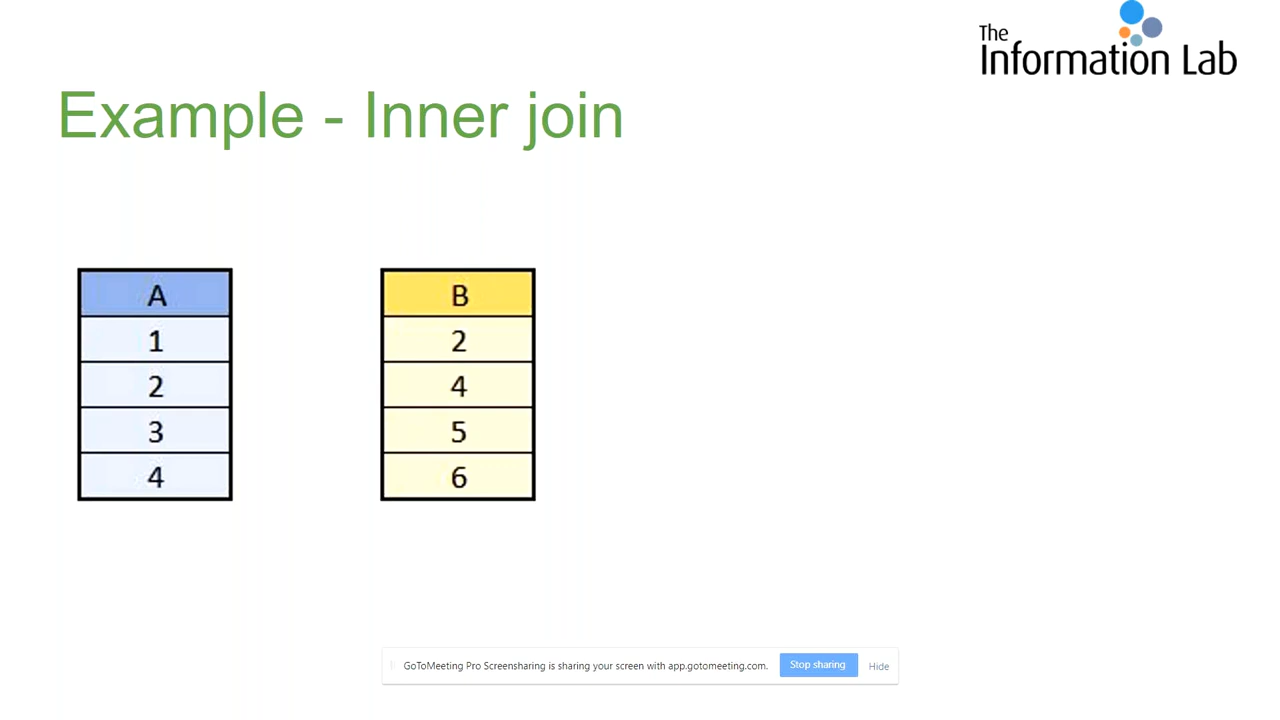 The
Information Lab
Example - Inner join
A
1
2
3
4
B
2
4
5
6
GoToMeeting Pro Screensharing is sharing your screen with app.gotomeeting.com. Stop sharing Hide